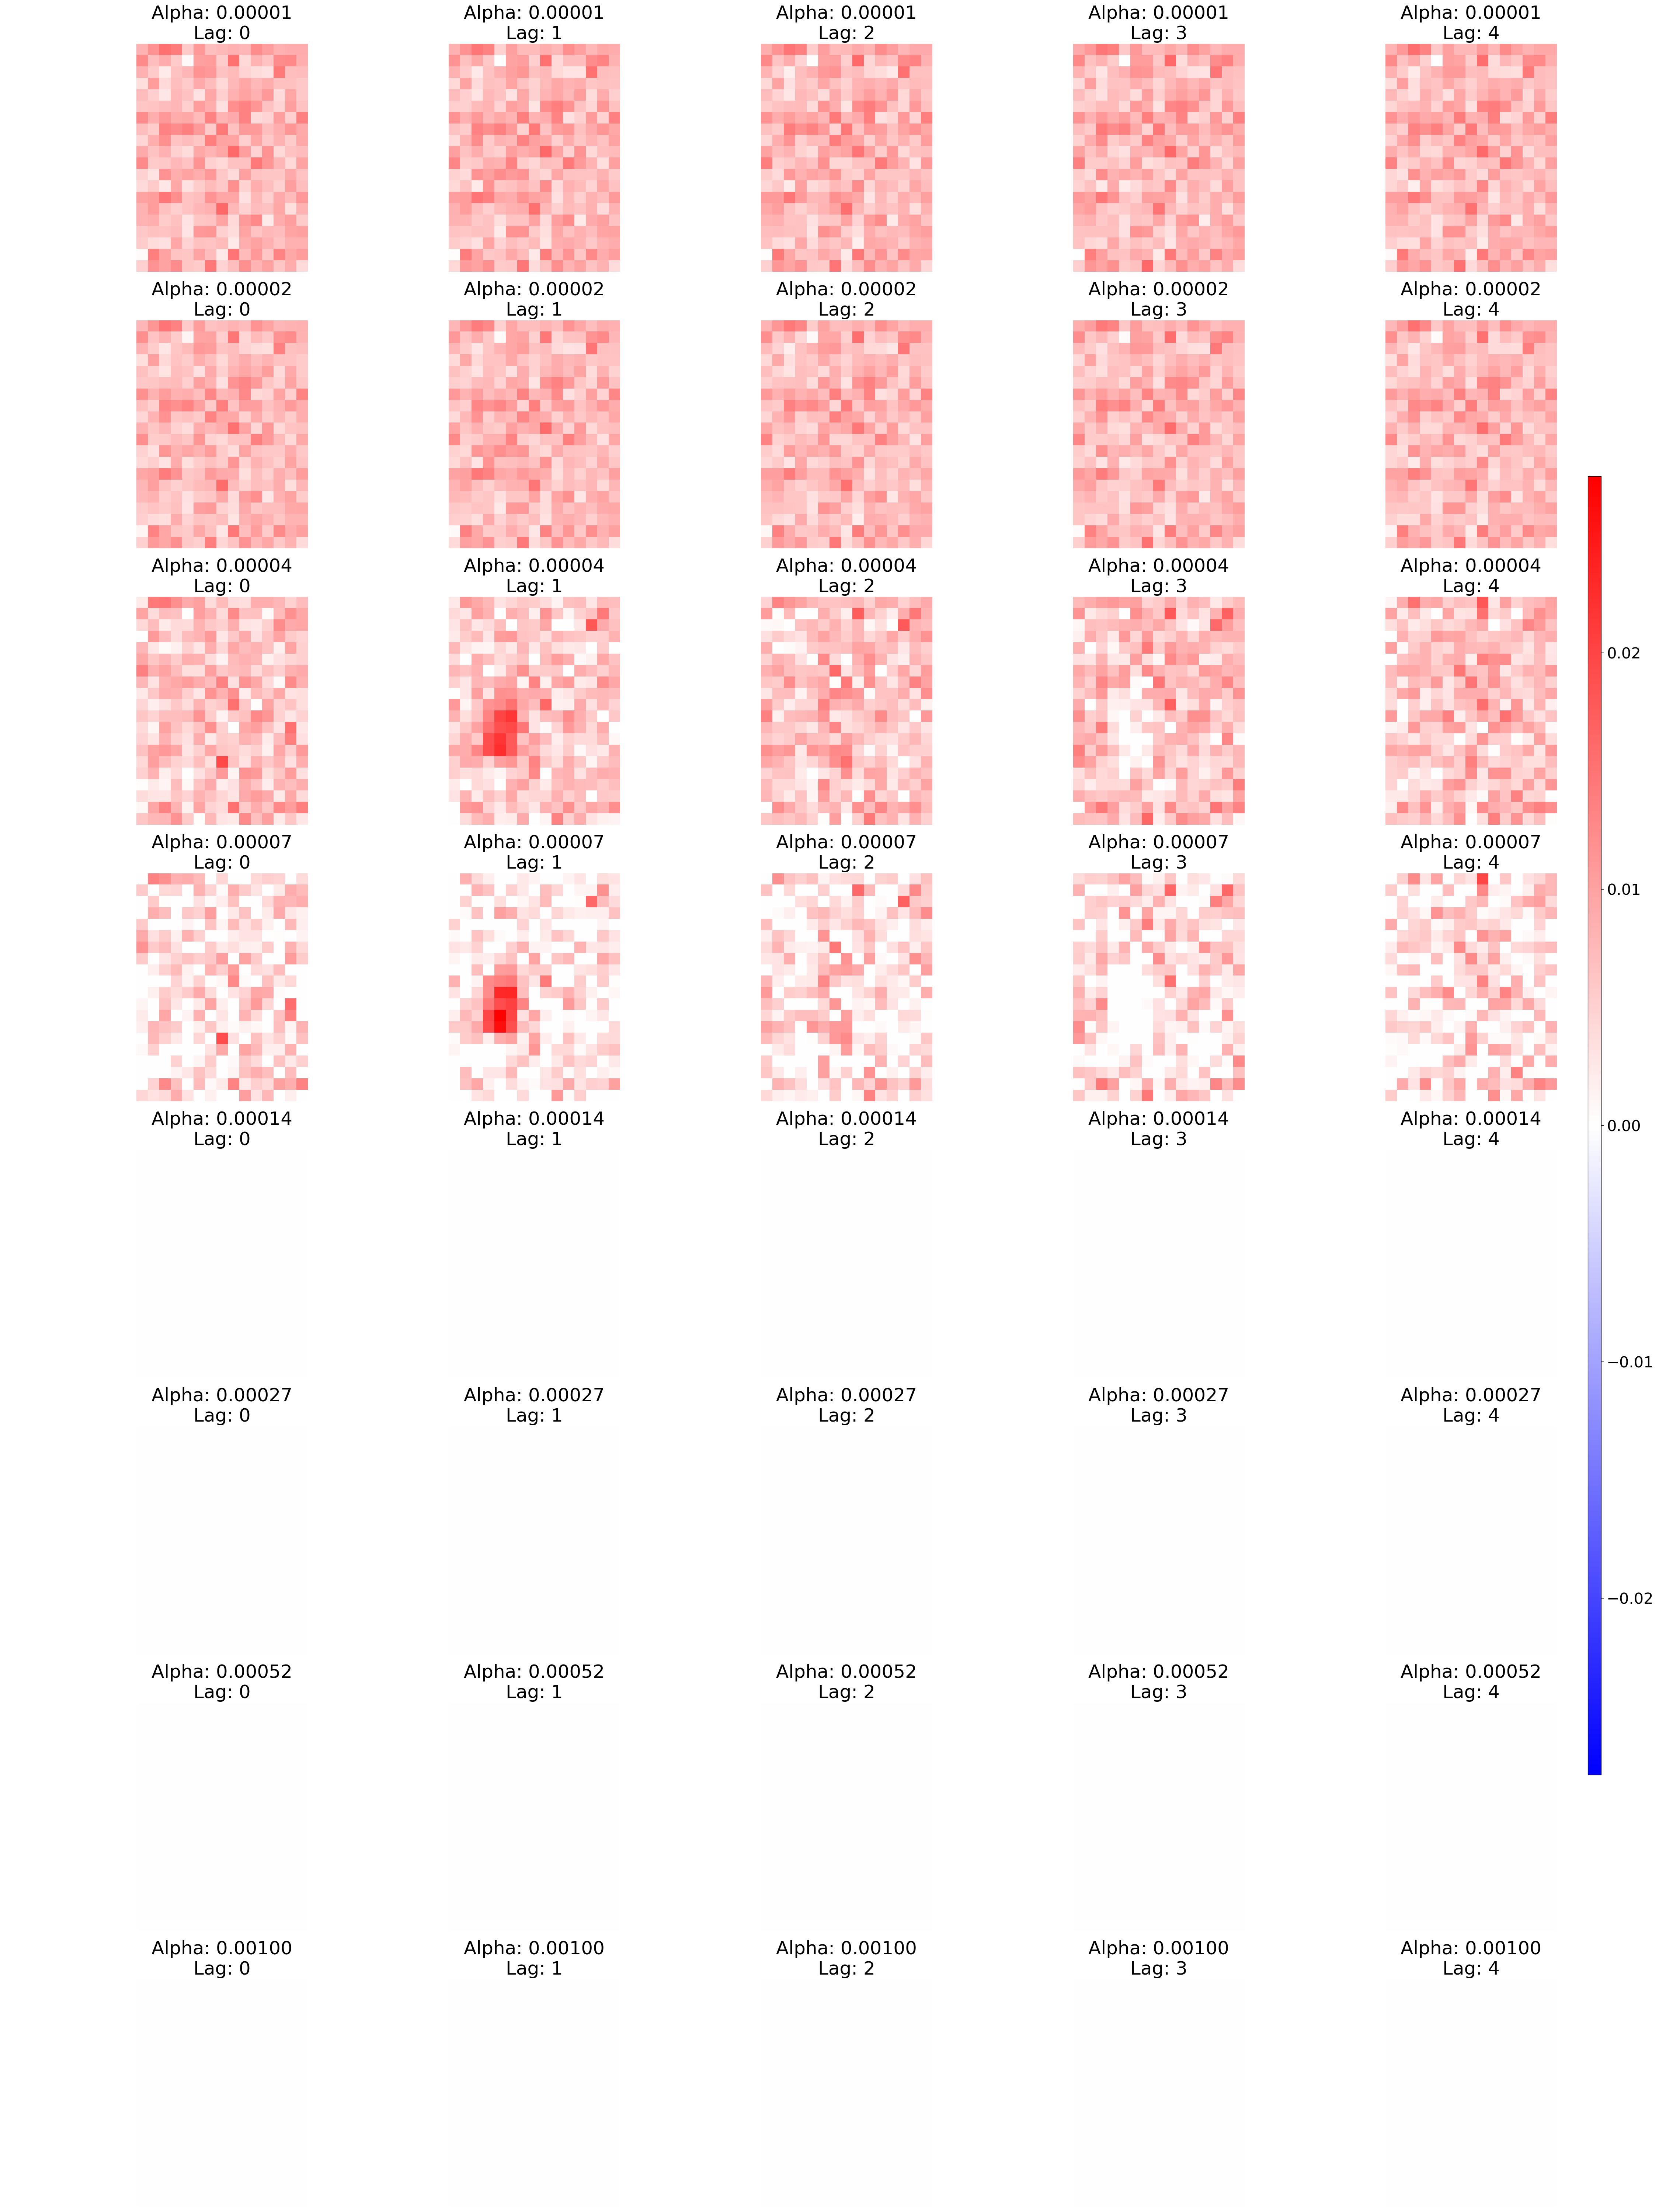 Alpha: 0.00001 Alpha: 0.00001 Alpha: 0.00001 Alpha: 0.00001 Alpha: 0.00001
Lag: 0 Lag: 1 Lag: 2 Lag: 3 Lag: 4
Alpha: 0.00002 Alpha: 0.00002 Alpha: 0.00002 Alpha: 0.00002 Alpha: 0.00002
Lag: 0 Lag: 1 Lag: 2 Lag: 3 Lag: 4
Alpha: 0.00004 Alpha: 0.00004 Alpha: 0.00004 Alpha: 0.00004 Alpha: 0.00004
Lag: 0 Lag: 1 Lag: 2 Lag: 3 Lag: 4
Alpha: 0.00007 Alpha: 0.00007 Alpha: 0.00007 Alpha: 0.00007 Alpha: 0.00007
Lag: 0 Lag: 1 Lag: 2 Lag: 3 Lag: 4
Alpha: 0.00014 Alpha: 0.00014 Alpha: 0.00014 Alpha: 0.00014 Alpha: 0.00014
Lag: 0 Lag: 1 Lag: 2 Lag: 3 Lag: 4
Alpha: 0.00027 Alpha: 0.00027 Alpha: 0.00027 Alpha: 0.00027 Alpha: 0.00027
Lag: 0 Lag: 1 Lag: 2 Lag: 3 Lag: 4
Alpha: 0.00052 Alpha: 0.00052 Alpha: 0.00052 Alpha: 0.00052 Alpha: 0.00052
Lag: 0 Lag: 1 Lag: 2 Lag: 3 Lag: 4
Alpha: 0.00100 Alpha: 0.00100 Alpha: 0.00100 Alpha: 0.00100 Alpha: 0.00100
Lag: 0 Lag: 1 Lag: 2 Lag: 3 Lag: 4
0.02
0.01
0.00
−0.01
−0.02